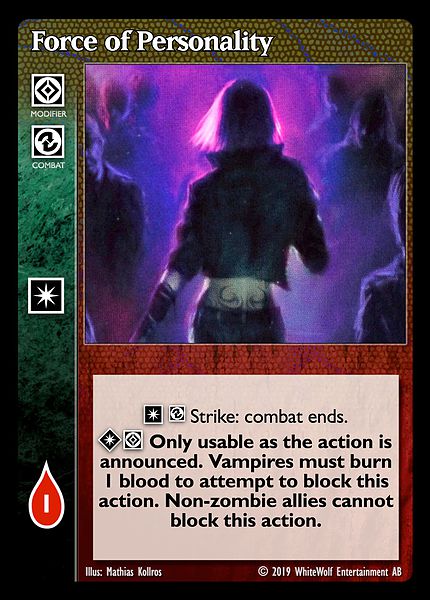 Force of Personality
MODIFIER
COMBAT
Strike: combat ends.
Only usable as the action is
announced. Vampires must burn
1 blood to attempt to block this
action. Non-zombie allies cannot
block this action.
1
Illus: Mathias Kollros © 2019 WhiteWolf Entertainment AB